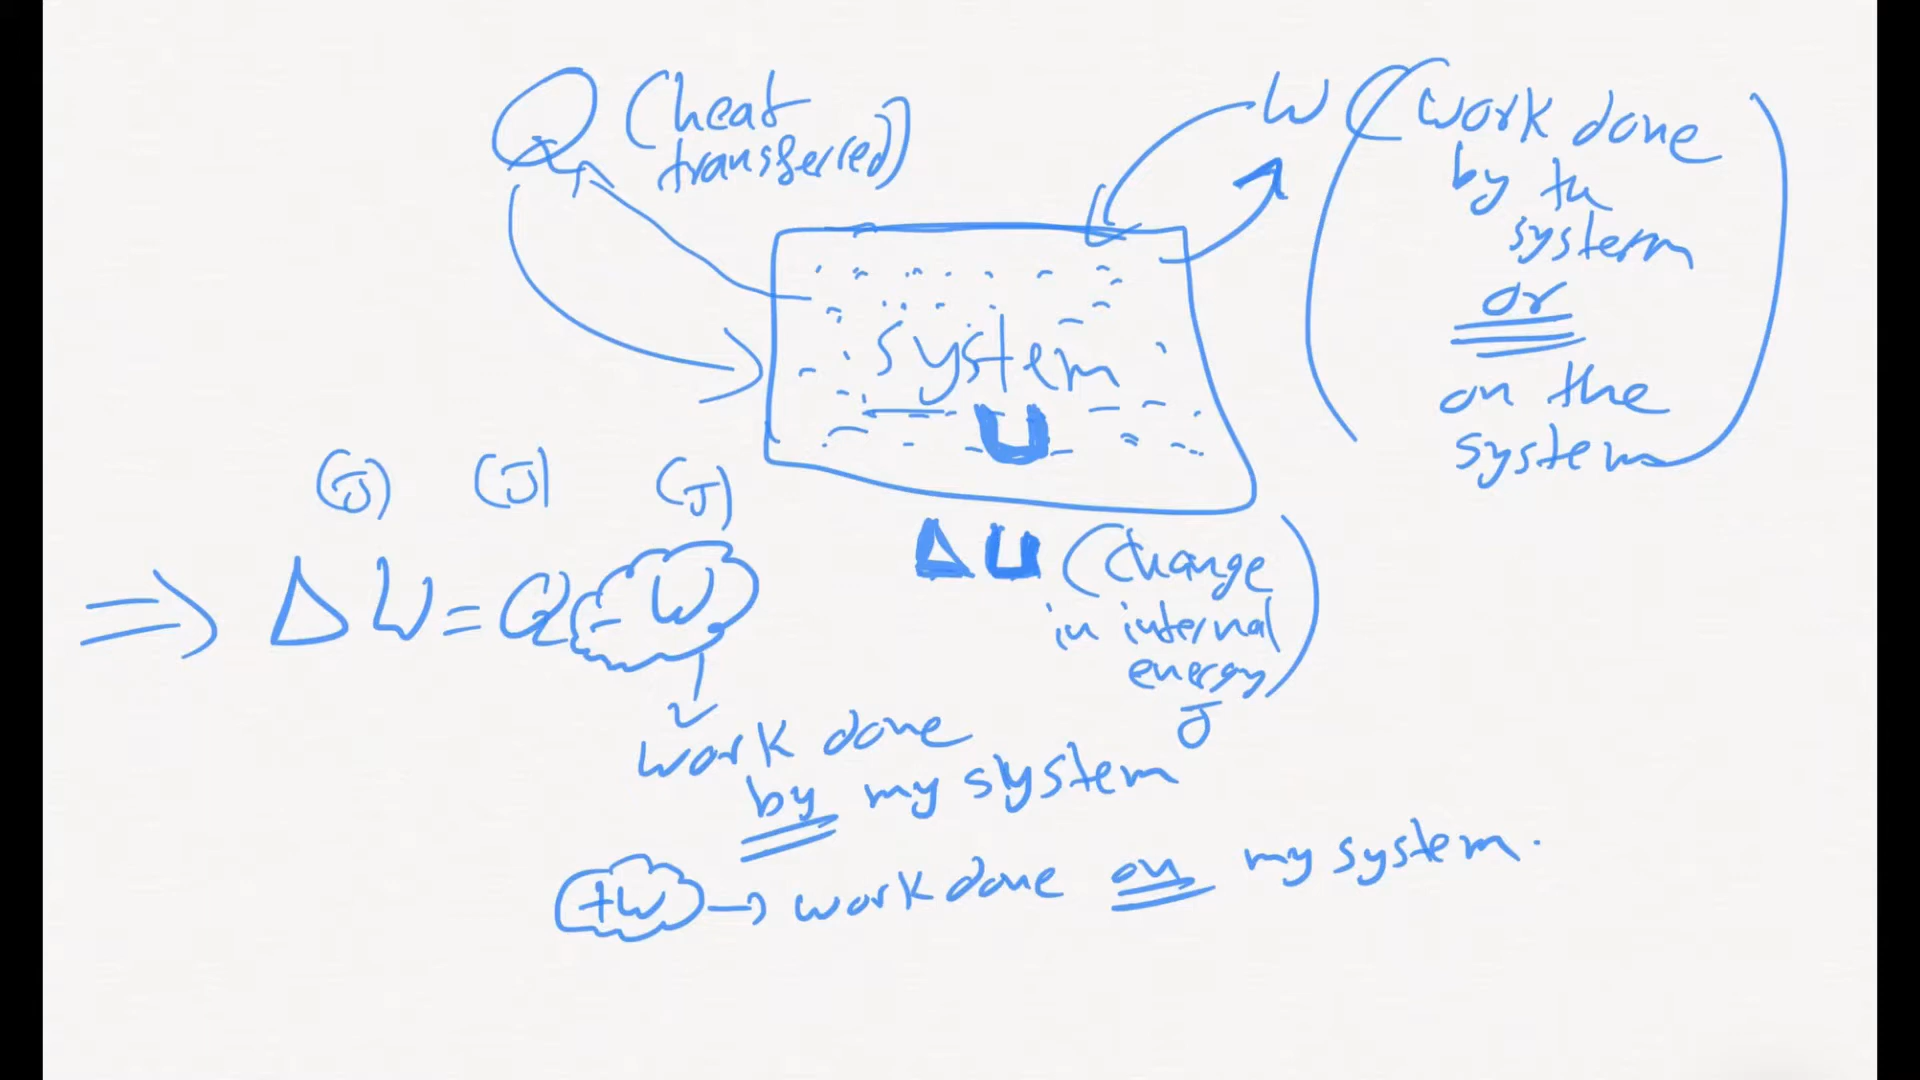 Q (heat
transferred)
W (work done
by the
system
or
on the
system)
system
U
ΔU (change
in internal
energy)
J
(J) (J) (J)
⇒ ΔU = Q - W
work done
by my system
+W → work done on my system.